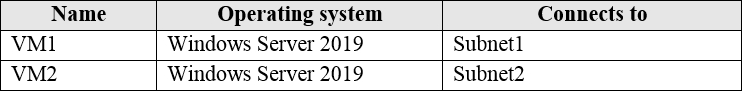 Name Operating system Connects to
VM1 Windows Server 2019 Subnet1
VM2 Windows Server 2019 Subnet2